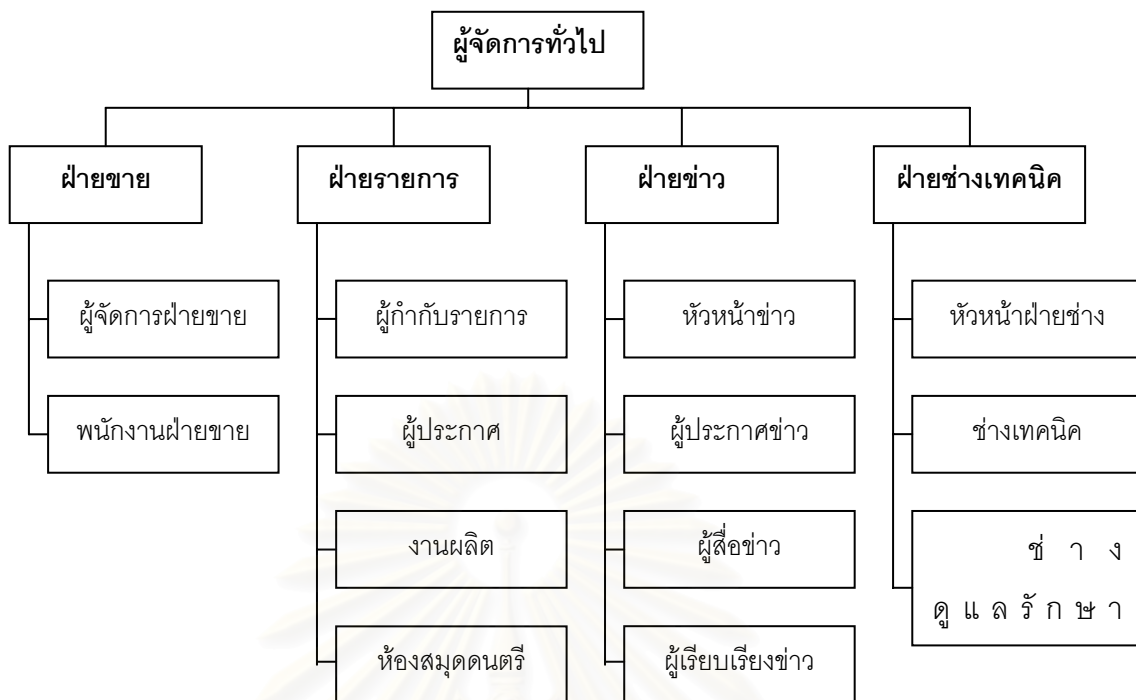 ผู้จัดการทั่วไป
ฝ่ายขาย
ฝ่ายรายการ
ฝ่ายข่าว
ฝ่ายช่างเทคนิค
ผู้จัดการฝ่ายขาย
ผู้กำกับรายการ
หัวหน้าข่าว
หัวหน้าฝ่ายช่าง
พนักงานฝ่ายขาย
ผู้ประกาศ
ผู้ประกาศข่าว
ช่างเทคนิค
งานผลิต
ผู้สื่อข่าว
ช่าง
ดูแลรักษา
ห้องสมุดดนตรี
ผู้เรียบเรียงข่าว